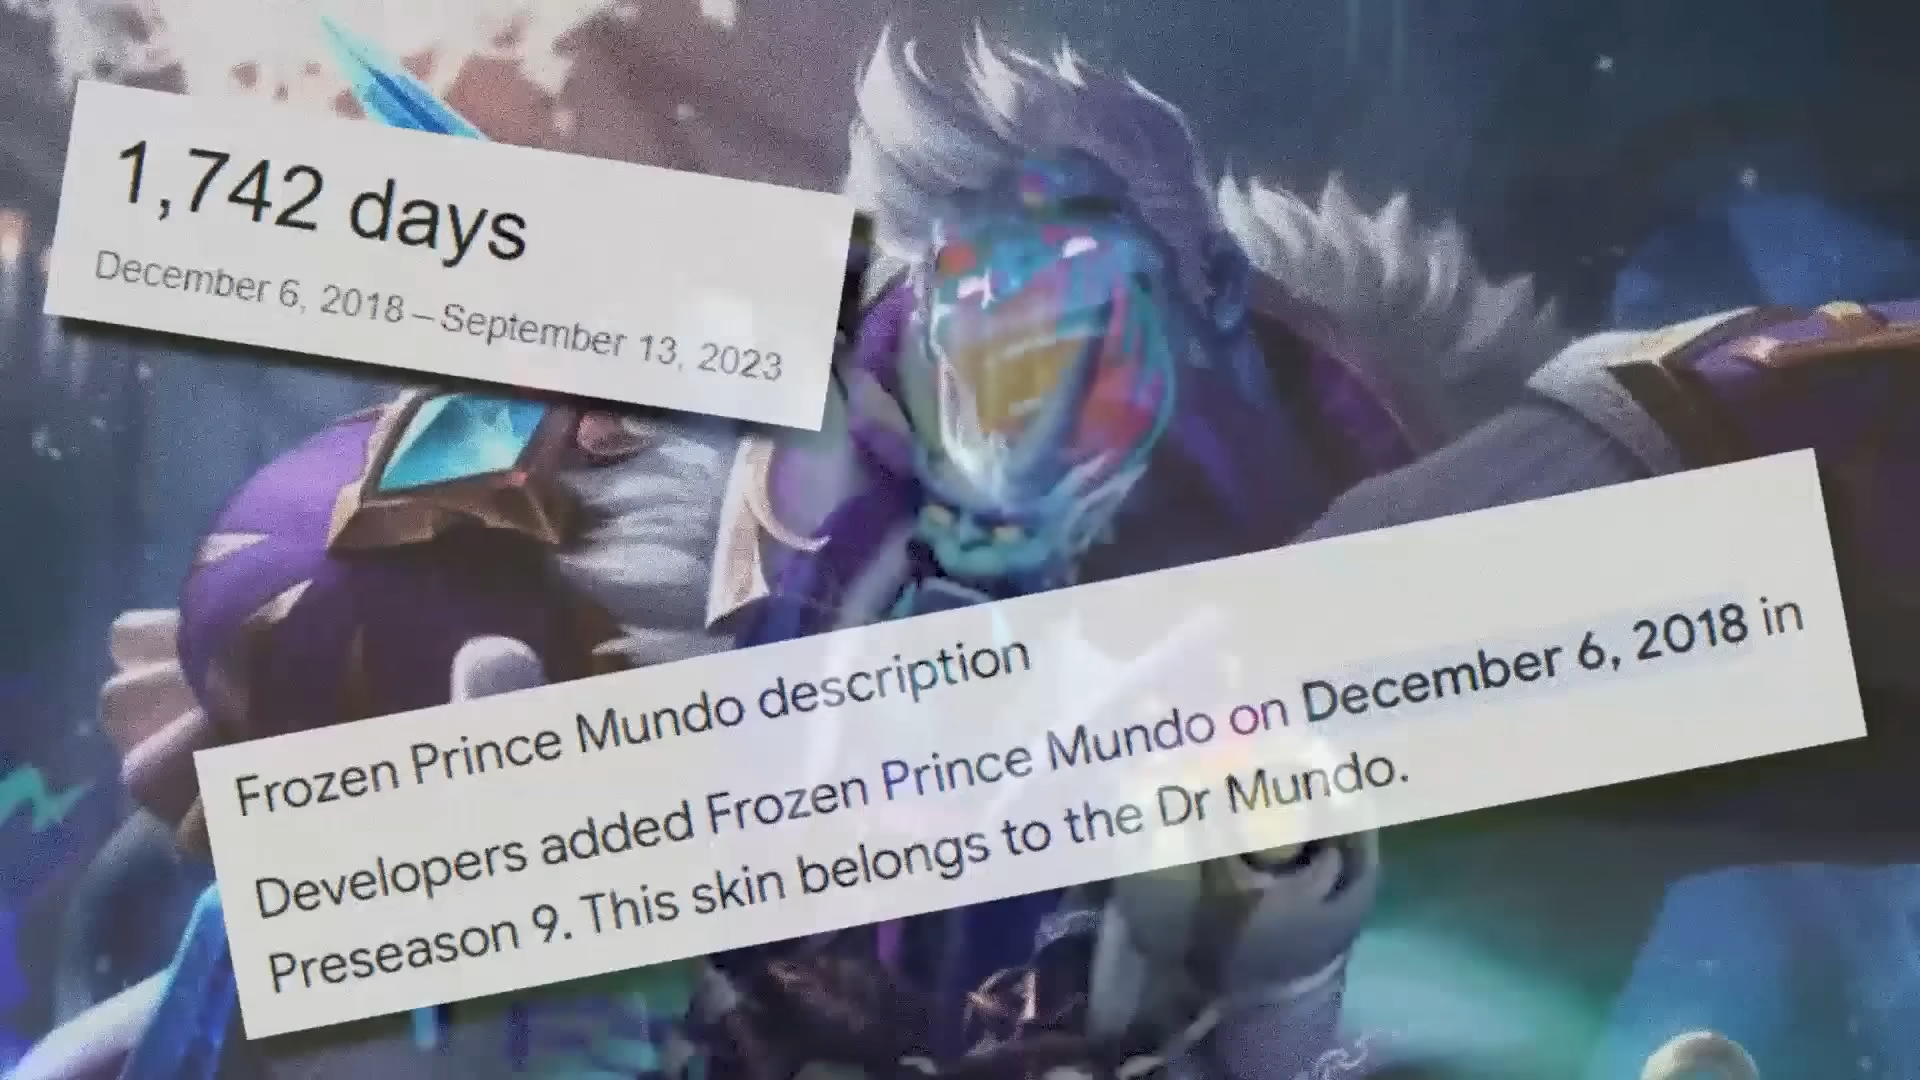 1,742 days
December 6, 2018 – September 13, 2023
Frozen Prince Mundo description
Developers added Frozen Prince Mundo on December 6, 2018 in
Preseason 9. This skin belongs to the Dr Mundo.